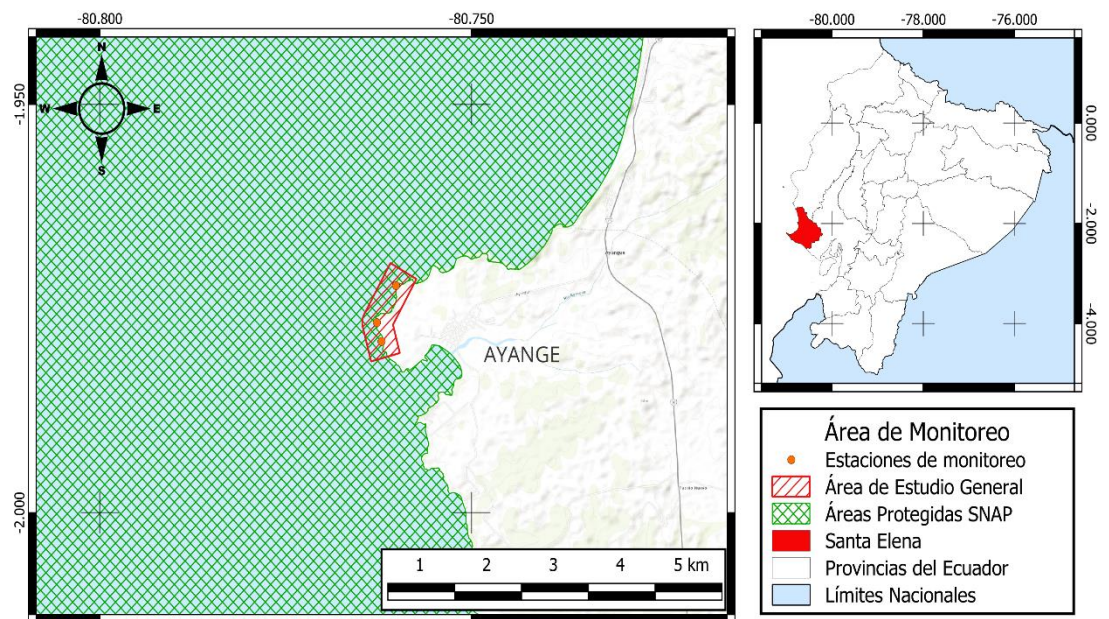 -80.800
-80.750
-1.950
-2.000
N
W
E
S
AYANGE
1 2 3 4 5 km
-80.000 -78.000 -76.000
0.000
-2.000
-4.000
Área de Monitoreo
Estaciones de monitoreo
Área de Estudio General
Áreas Protegidas SNAP
Santa Elena
Provincias del Ecuador
Límites Nacionales